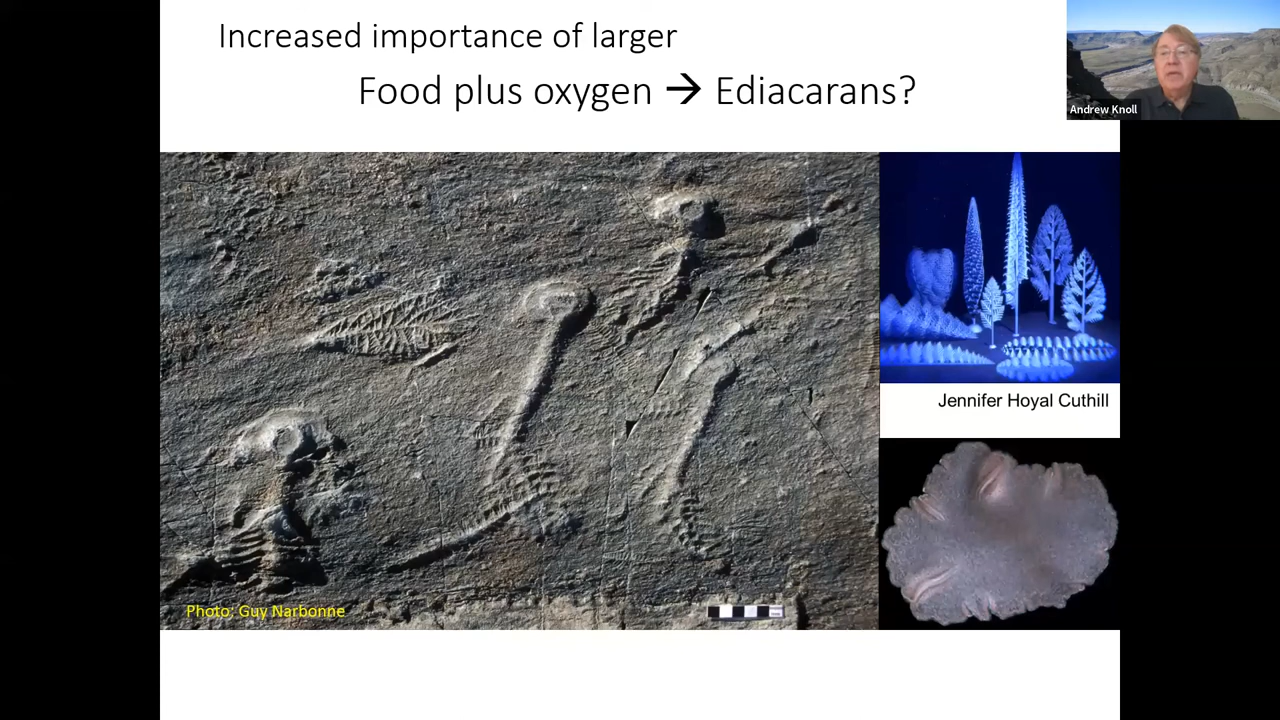 Increased importance of larger
Food plus oxygen → Ediacarans?
Andrew Knoll
Jennifer Hoyal Cuthill
Photo: Guy Narbonne